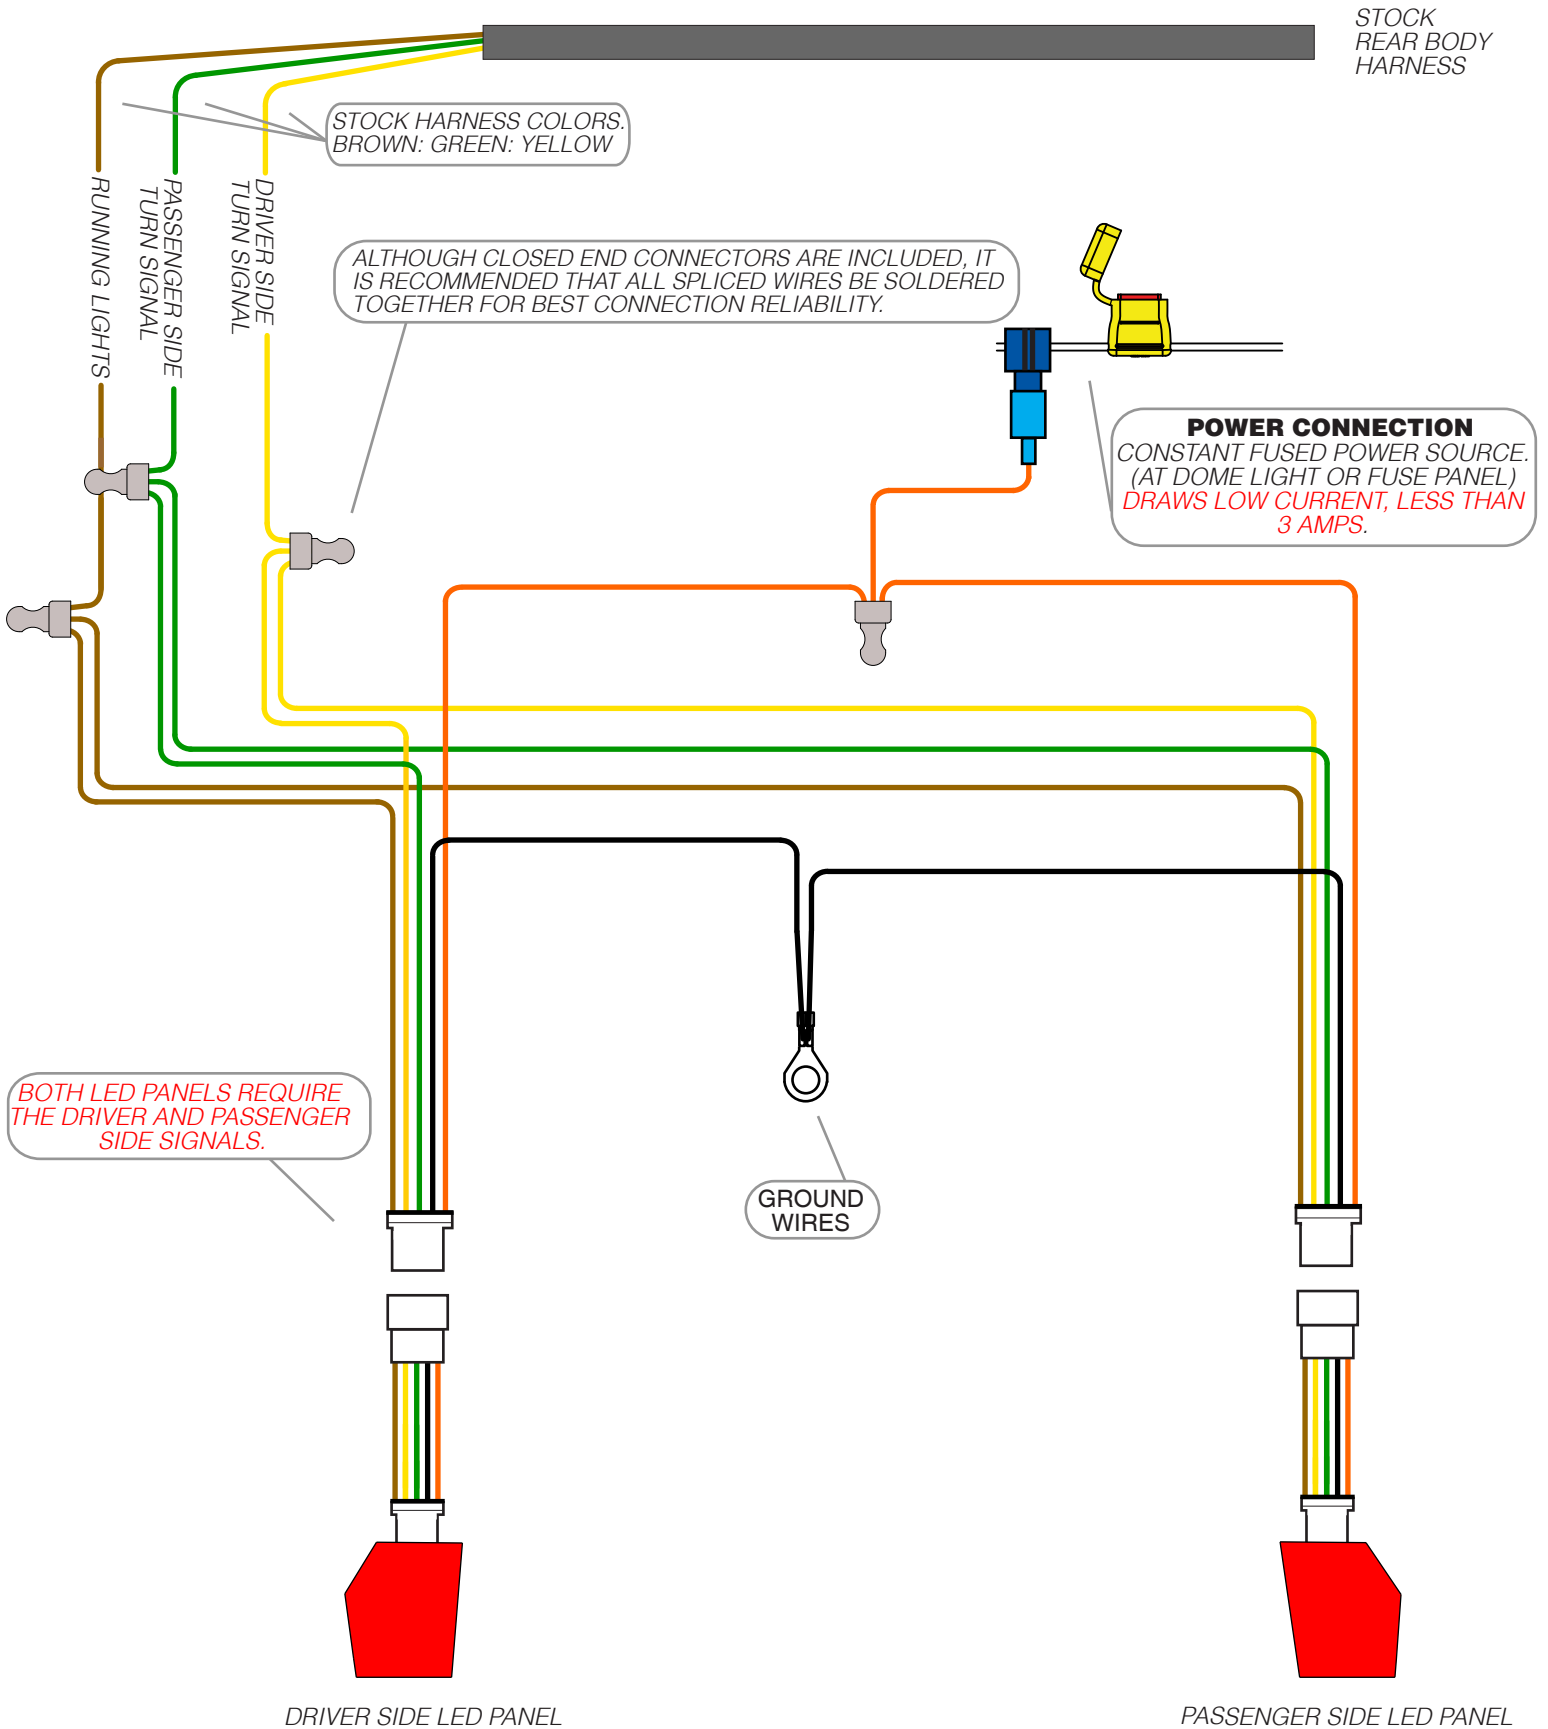 STOCK
REAR BODY
HARNESS
STOCK HARNESS COLORS.
BROWN: GREEN: YELLOW
RUNNING LIGHTS
PASSENGER SIDE
TURN SIGNAL
DRIVER SIDE
TURN SIGNAL
ALTHOUGH CLOSED END CONNECTORS ARE INCLUDED, IT
IS RECOMMENDED THAT ALL SPLICED WIRES BE SOLDERED
TOGETHER FOR BEST CONNECTION RELIABILITY.
POWER CONNECTION
CONSTANT FUSED POWER SOURCE.
(AT DOME LIGHT OR FUSE PANEL)
DRAWS LOW CURRENT, LESS THAN
3 AMPS.
BOTH LED PANELS REQUIRE
THE DRIVER AND PASSENGER
SIDE SIGNALS.
GROUND
WIRES
DRIVER SIDE LED PANEL
PASSENGER SIDE LED PANEL